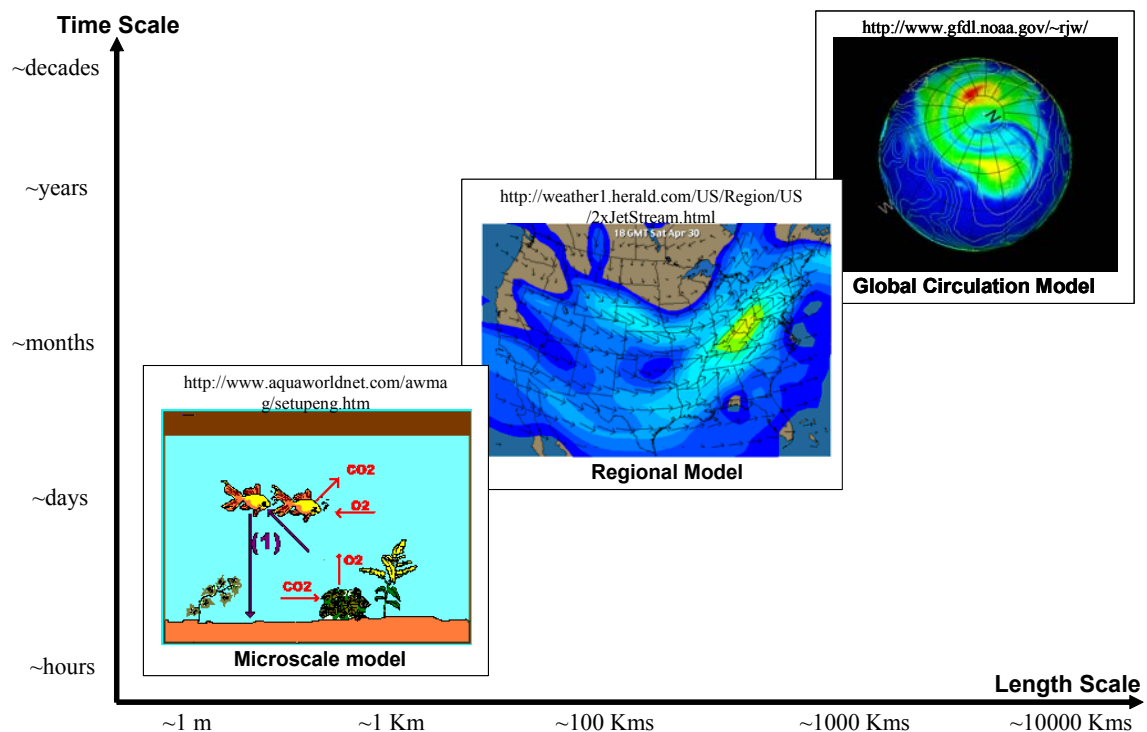 Time Scale
~decades
~years
~months
~days
~hours
http://www.gfdl.noaa.gov/~rjw/
N
W
Global Circulation Model
http://weather1.herald.com/US/Region/US
/2xJetStream.html
18 GMT Sat Apr 30
Regional Model
http://www.aquaworldnet.com/awma
g/setupeng.htm
CO2
O2
(1)
O2
CO2
Microscale model
Length Scale
~1 m
~1 Km
~100 Kms
~1000 Kms
~10000 Kms